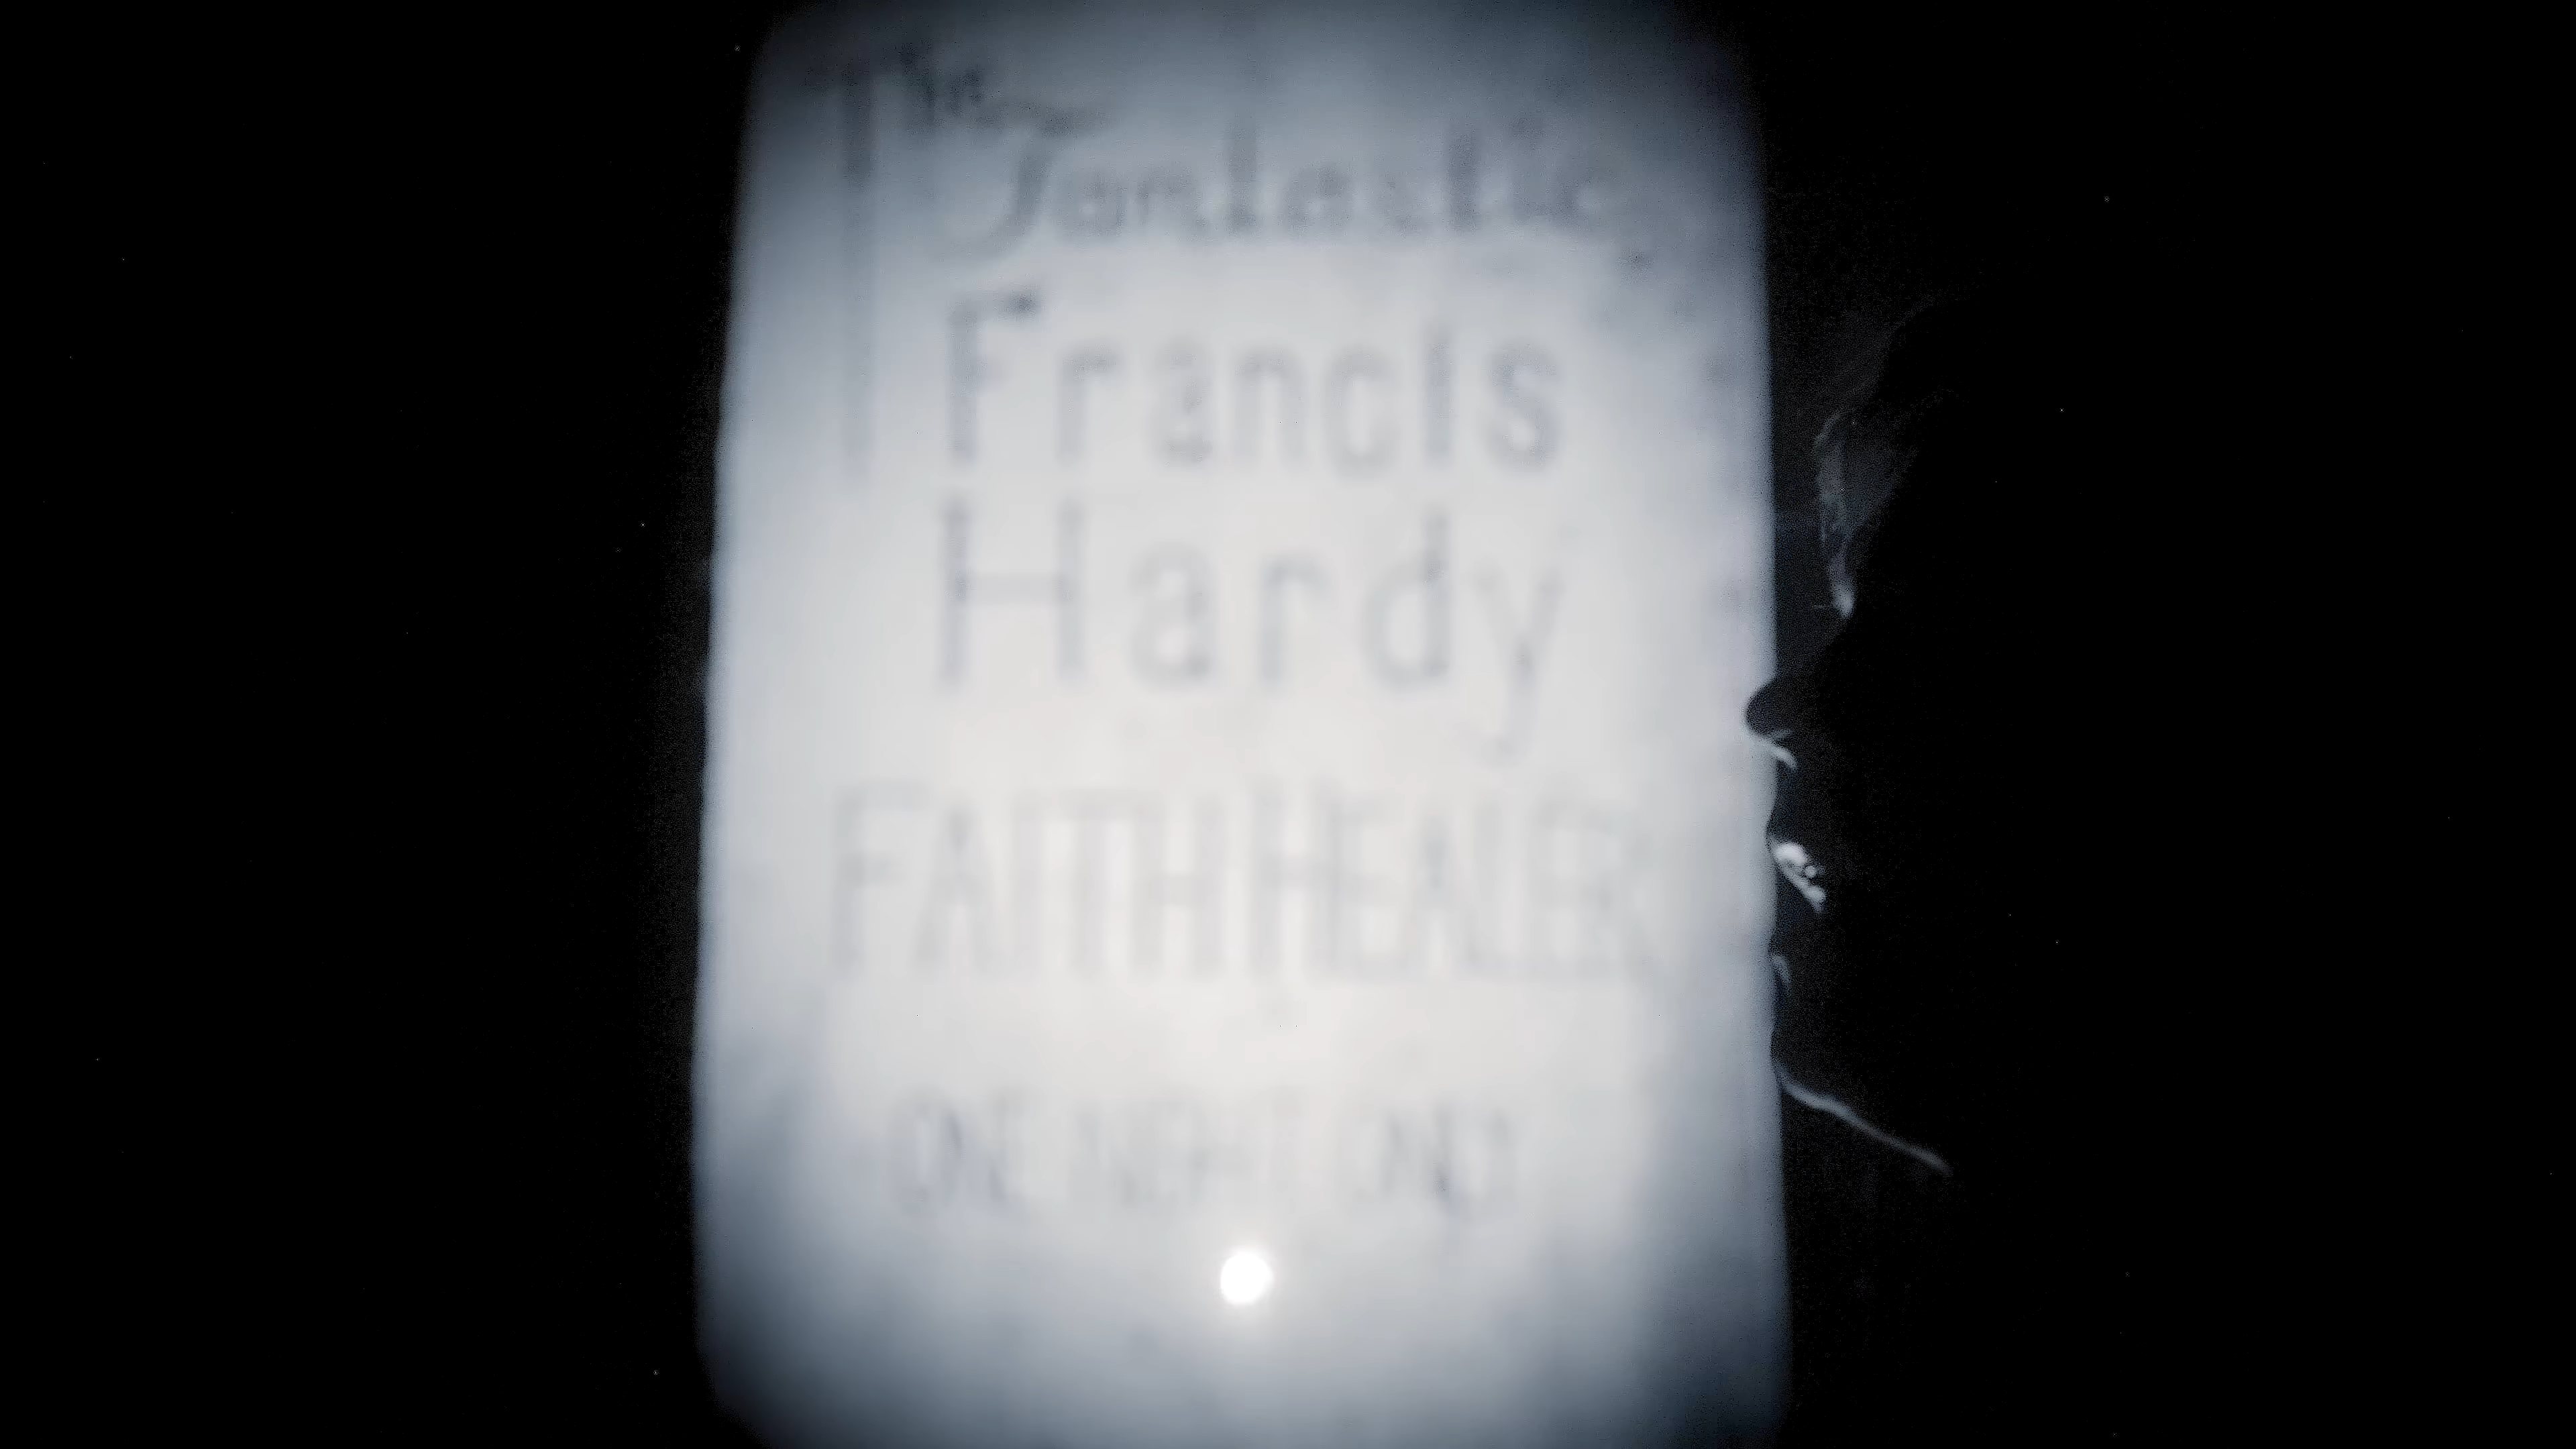 The
Fantastic
Francis
Hardy
FAITH HEALER
ONE NIGHT ONLY